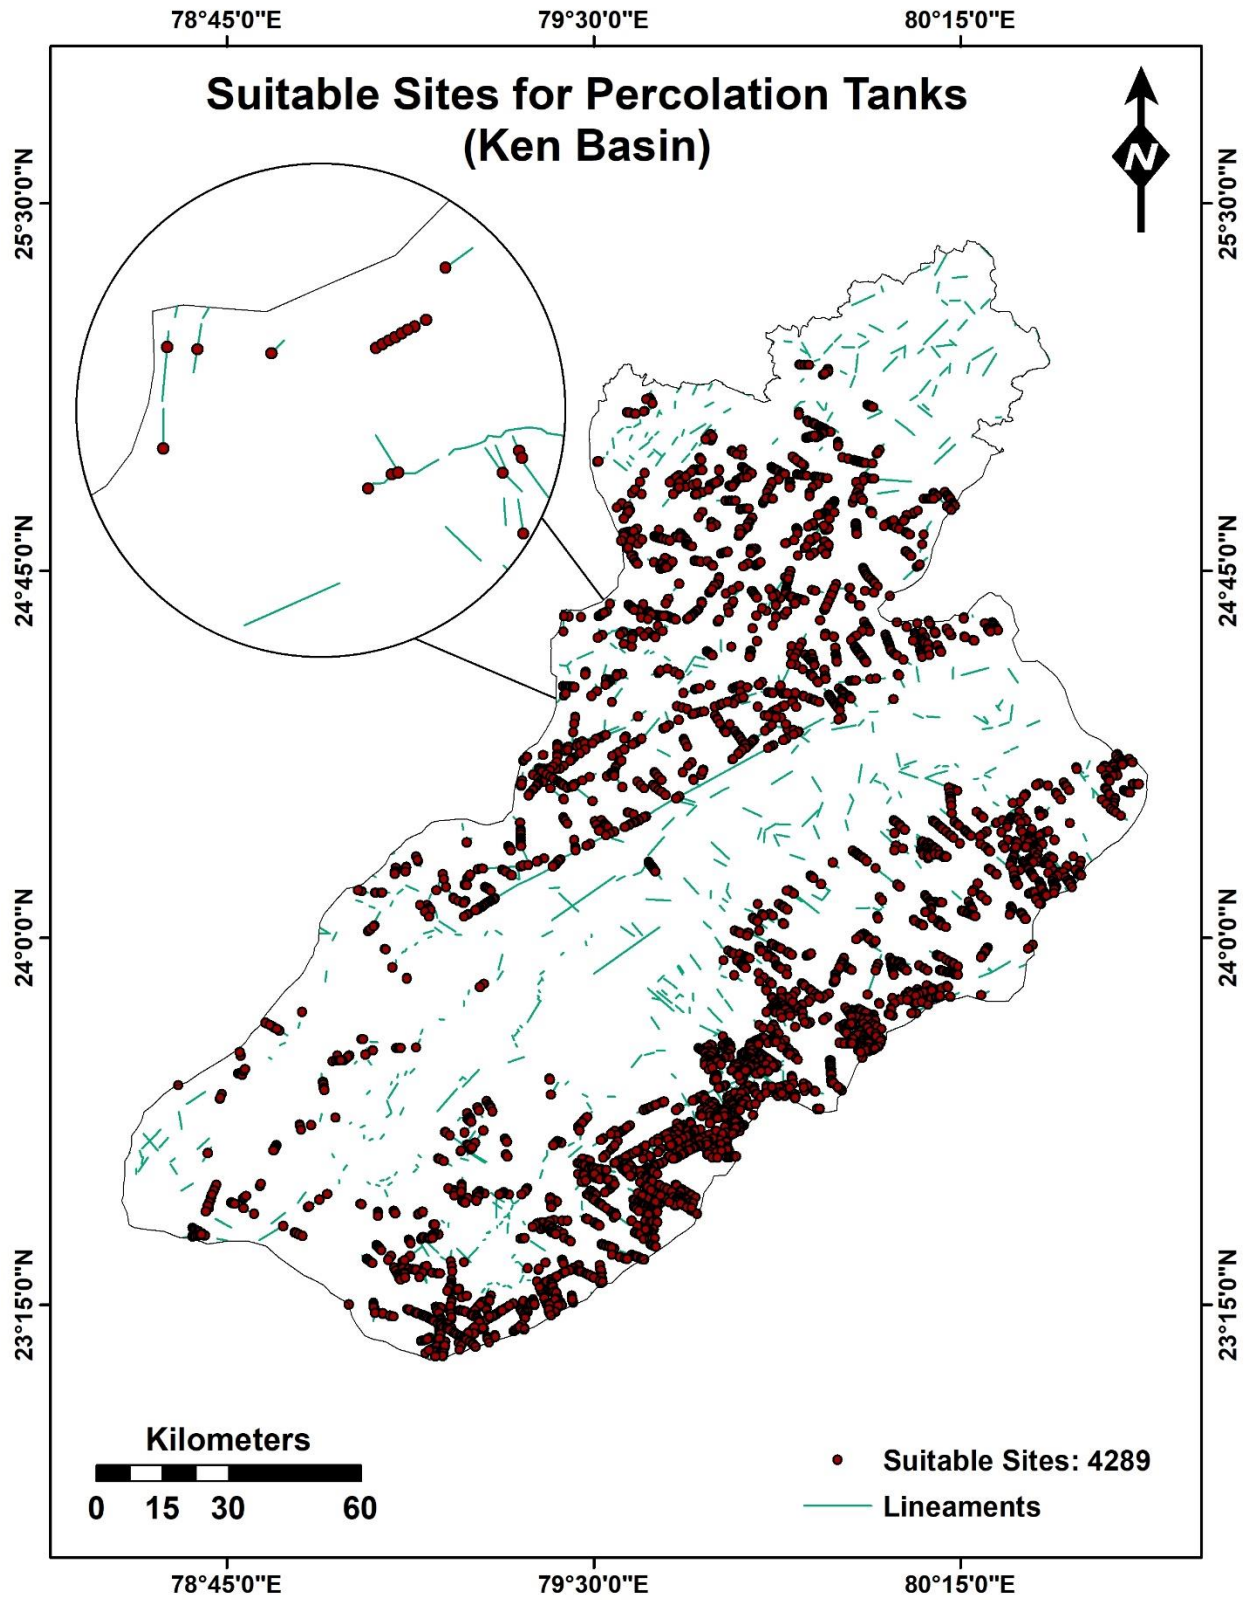 78°45'0"E 79°30'0"E 80°15'0"E
Suitable Sites for Percolation Tanks
(Ken Basin)
N
25°30'0"N 25°30'0"N
24°45'0"N 24°45'0"N
24°0'0"N 24°0'0"N
23°15'0"N 23°15'0"N
Kilometers
0 15 30 60
Suitable Sites: 4289
Lineaments
78°45'0"E 79°30'0"E 80°15'0"E